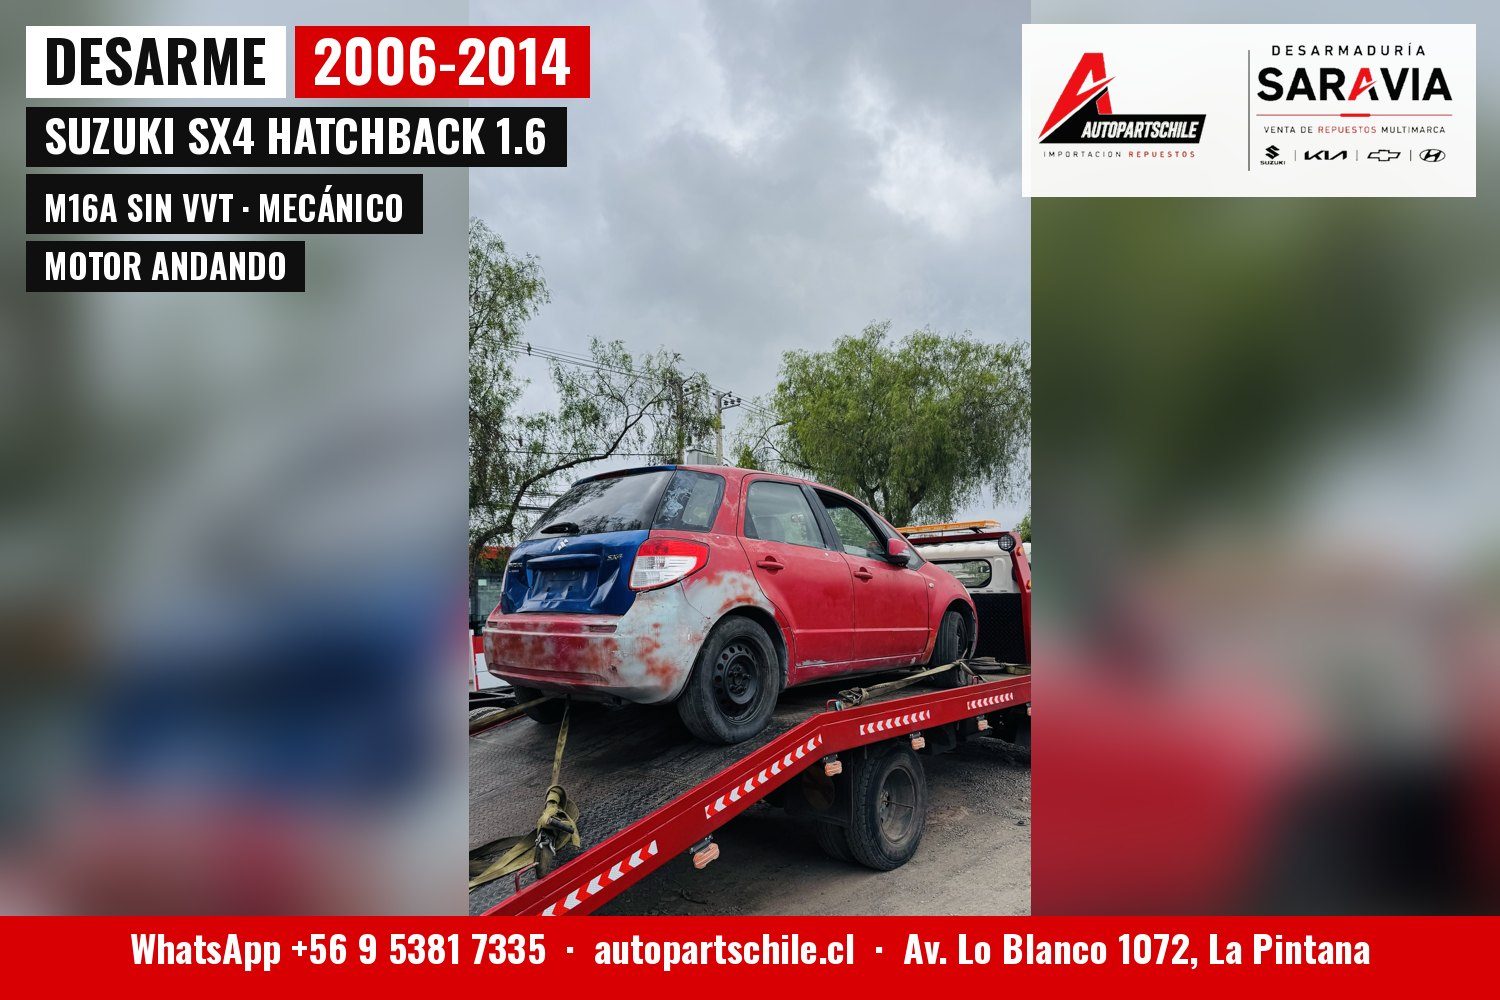 DESARME 2006-2014
SUZUKI SX4 HATCHBACK 1.6
M16A SIN VVT · MECÁNICO
MOTOR ANDANDO
AUTOPARTSCHILE
IMPORTACION REPUESTOS
DESARMADURÍA
SARAVIA
VENTA DE REPUESTOS MULTIMARCA
SUZUKI
KIA
SX4
WhatsApp +56 9 5381 7335 · autopartschile.cl · Av. Lo Blanco 1072, La Pintana